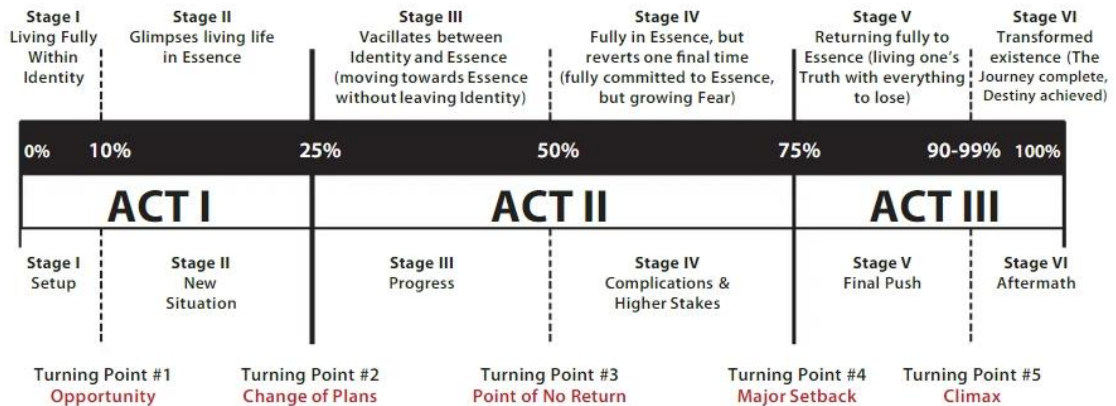 Stage I
Living Fully
Within
Identity
Stage II
Glimpses living life
in Essence
Stage III
Vacillates between
Identity and Essence
(moving towards Essence
without leaving Identity)
Stage IV
Fully in Essence, but
reverts one final time
(fully committed to Essence,
but growing Fear)
Stage V
Returning fully to
Essence (living one’s
Truth with everything
to lose)
Stage VI
Transformed
existence (The
Journey complete,
Destiny achieved)
0% 10% 25% 50% 75% 90-99% 100%
ACT I ACT II ACT III
Stage I
Setup
Stage II
New
Situation
Stage III
Progress
Stage IV
Complications &
Higher Stakes
Stage V
Final Push
Stage VI
Aftermath
Turning Point #1
Opportunity
Turning Point #2
Change of Plans
Turning Point #3
Point of No Return
Turning Point #4
Major Setback
Turning Point #5
Climax